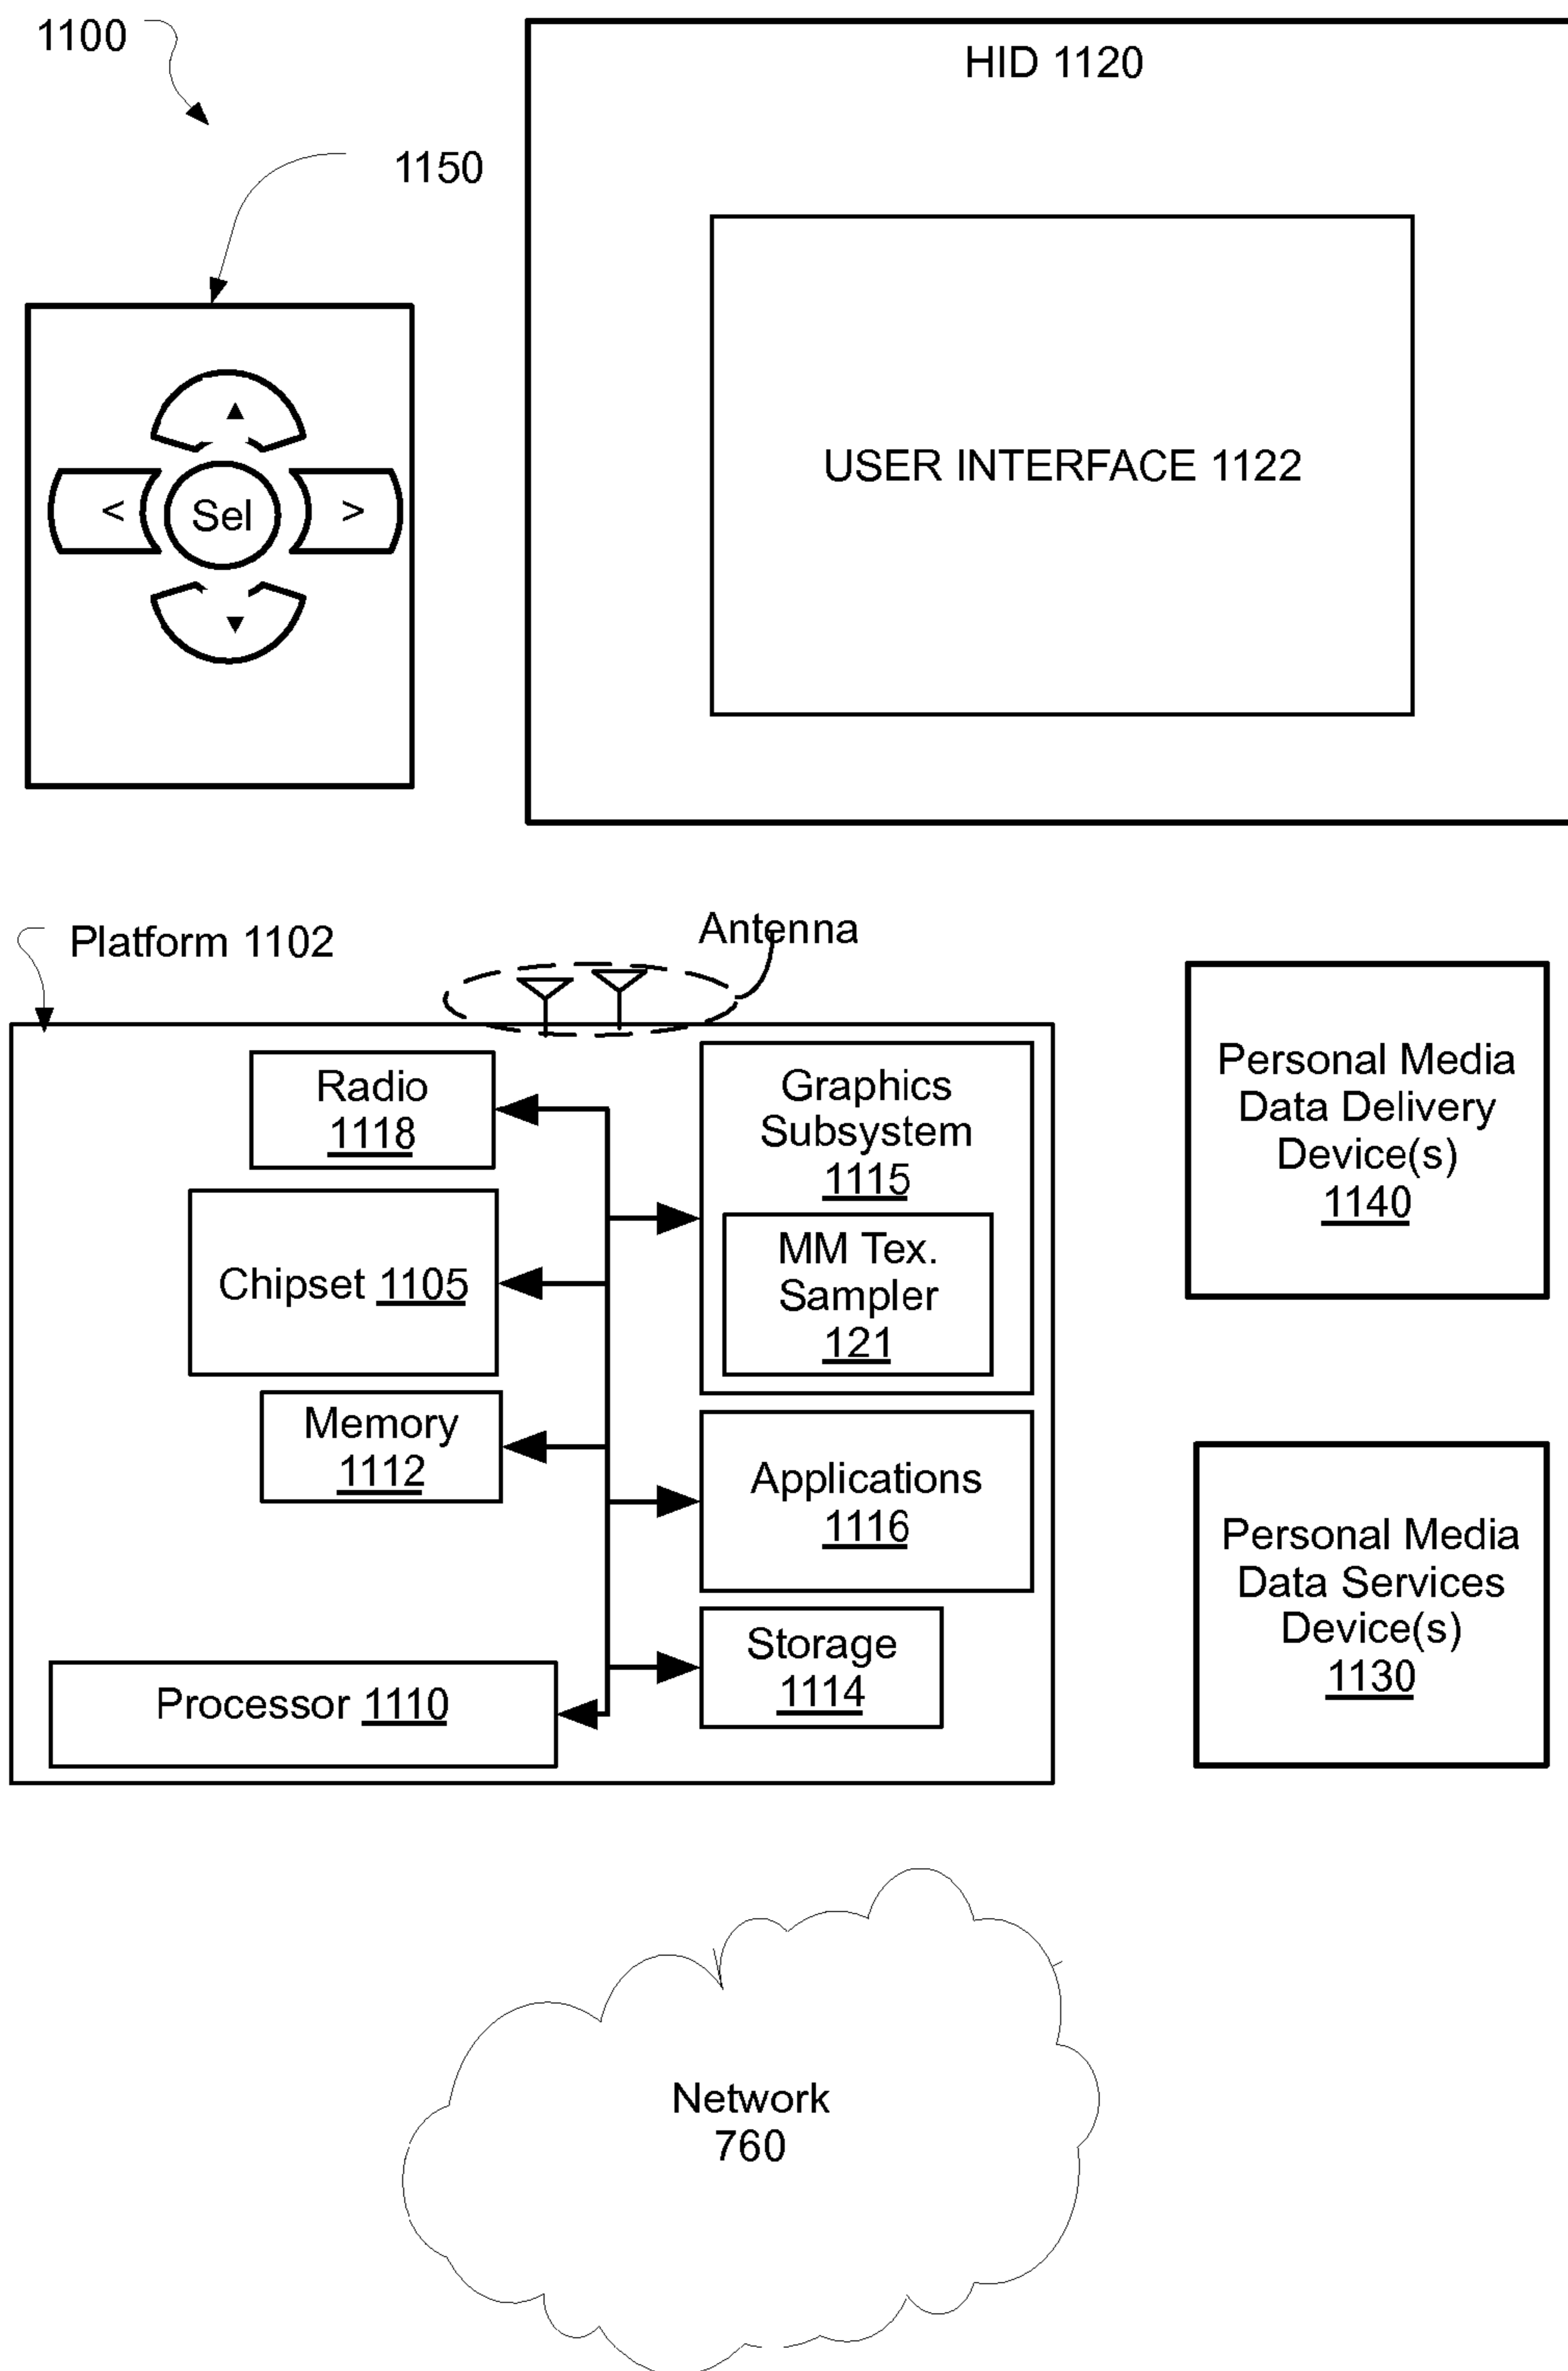 1100
HID 1120
1150
USER INTERFACE 1122
<
Sel
>
Platform 1102
Antenna
Radio
1118
Graphics
Subsystem
1115
MM Tex.
Sampler
121
Chipset 1105
Memory
1112
Applications
1116
Storage
1114
Processor 1110
Personal Media
Data Delivery
Device(s)
1140
Personal Media
Data Services
Device(s)
1130
Network
760